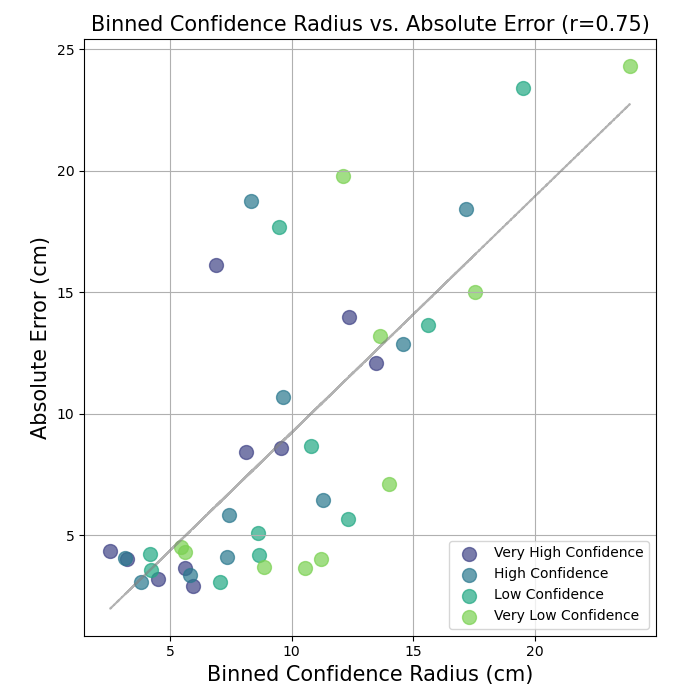 Binned Confidence Radius vs. Absolute Error (r=0.75)
25
20
15
10
5
Absolute Error (cm)
Very High Confidence
High Confidence
Low Confidence
Very Low Confidence
5 10 15 20
Binned Confidence Radius (cm)